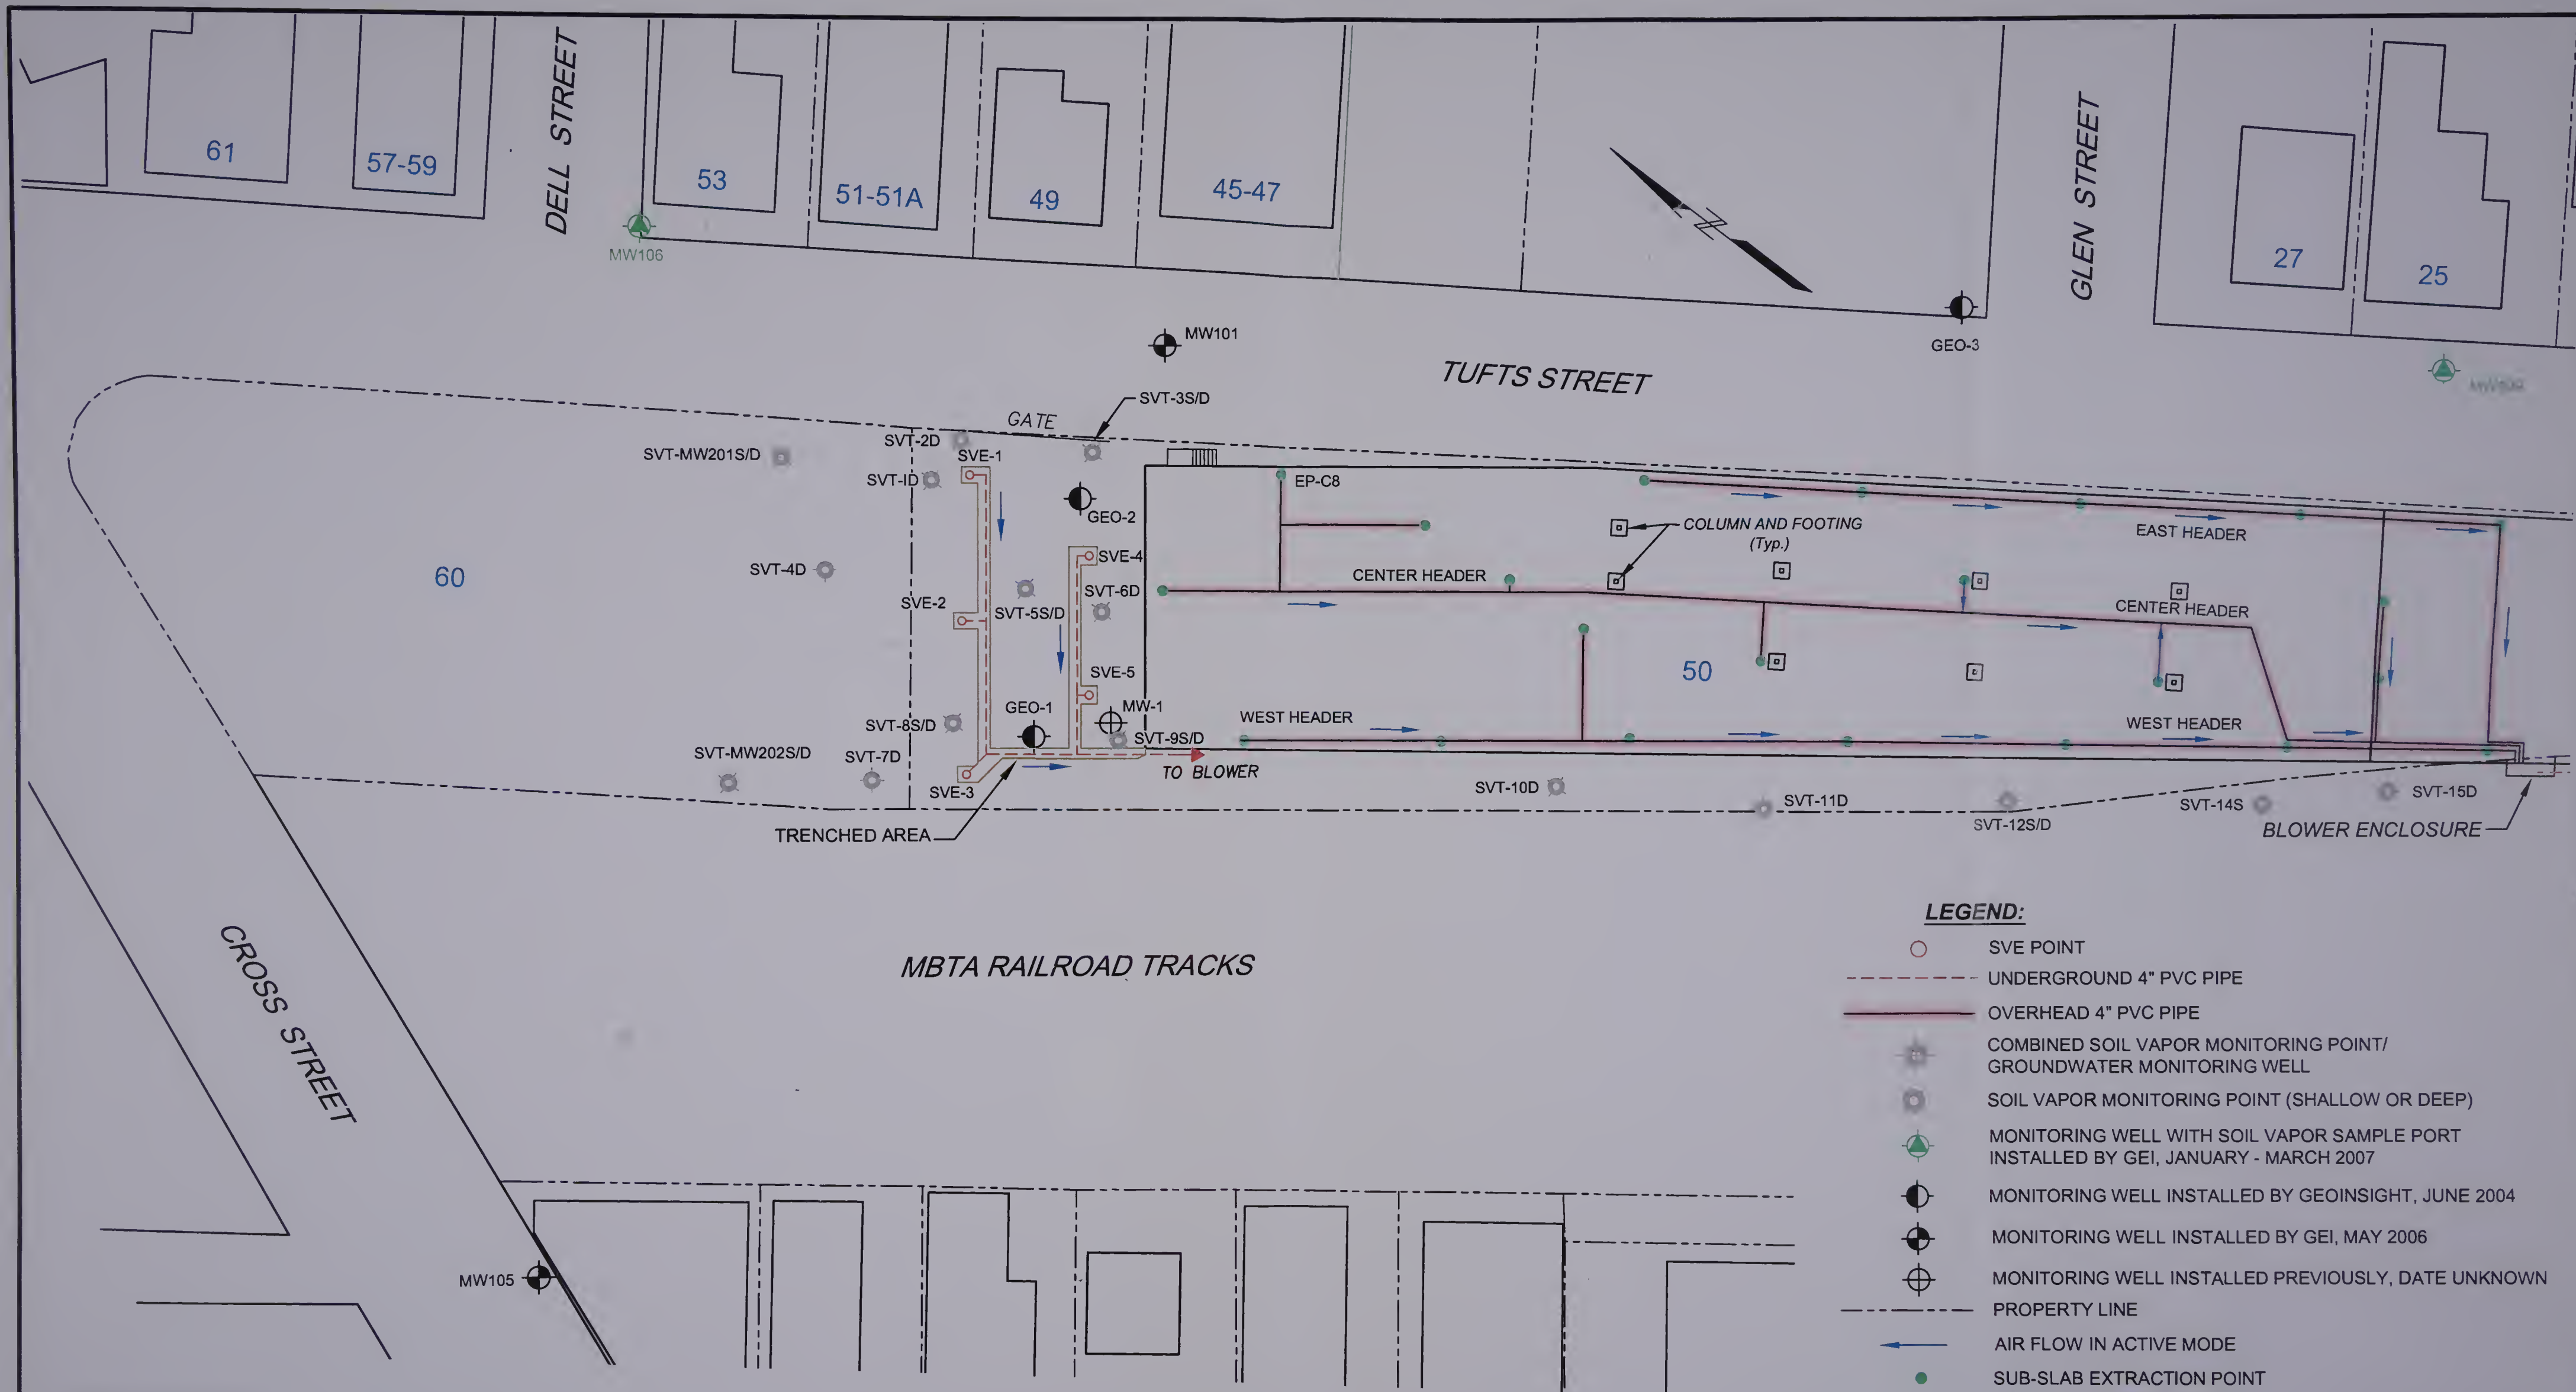 61
57-59
DELL STREET
53
51-51A
49
45-47
GLEN STREET
27
25
MW106
GEO-3
MW101
TUFTS STREET
SVT-3S/D
GATE
SVT-2D
SVT-MW201S/D
SVE-1
SVT-ID
EP-C8
GEO-2
COLUMN AND FOOTING
(Typ.)
EAST HEADER
SVE-4
SVT-4D
60
CENTER HEADER
SVT-6D
SVE-2
SVT-5S/D
CENTER HEADER
50
SVE-5
GEO-1
MW-1
SVT-8S/D
WEST HEADER
WEST HEADER
SVT-9S/D
SVT-MW202S/D
SVT-7D
TO BLOWER
SVE-3
SVT-10D
SVT-11D
SVT-12S/D
SVT-14S
SVT-15D
TRENCHED AREA
BLOWER ENCLOSURE
CROSS STREET
MBTA RAILROAD TRACKS
MW105
LEGEND:
SVE POINT
UNDERGROUND 4" PVC PIPE
OVERHEAD 4" PVC PIPE
COMBINED SOIL VAPOR MONITORING POINT/
GROUNDWATER MONITORING WELL
SOIL VAPOR MONITORING POINT (SHALLOW OR DEEP)
MONITORING WELL WITH SOIL VAPOR SAMPLE PORT
INSTALLED BY GEI, JANUARY - MARCH 2007
MONITORING WELL INSTALLED BY GEOINSIGHT, JUNE 2004
MONITORING WELL INSTALLED BY GEI, MAY 2006
MONITORING WELL INSTALLED PREVIOUSLY, DATE UNKNOWN
PROPERTY LINE
AIR FLOW IN ACTIVE MODE
SUB-SLAB EXTRACTION POINT